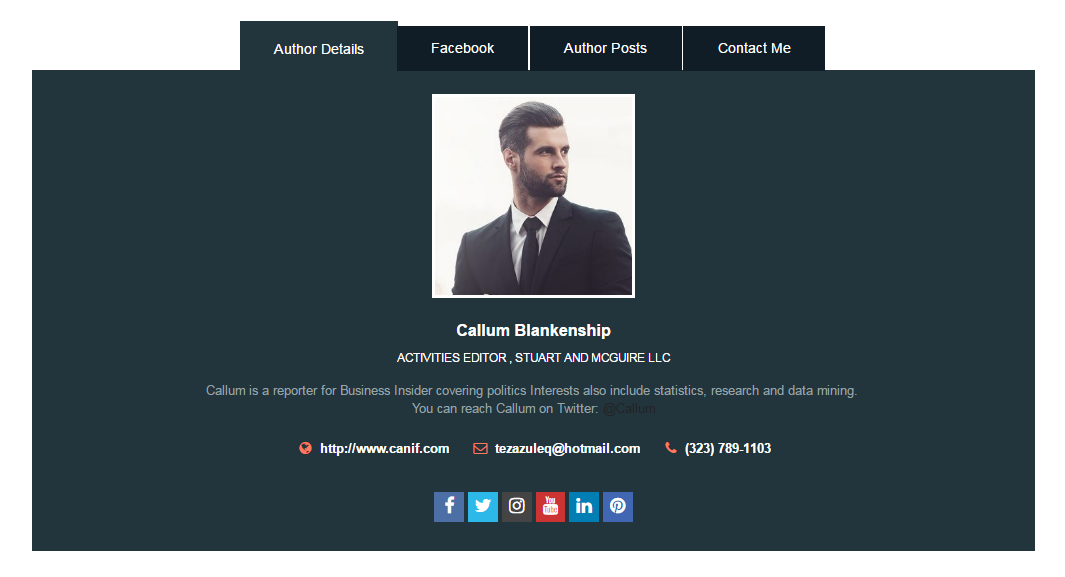 Author Details
Facebook
Author Posts
Contact Me
Callum Blankenship
ACTIVITIES EDITOR , STUART AND MCGUIRE LLC
Callum is a reporter for Business Insider covering politics Interests also include statistics, research and data mining.
You can reach Callum on Twitter: @Callum
http://www.canif.com
tezazuleq@hotmail.com
(323) 789-1103
You Tube
in